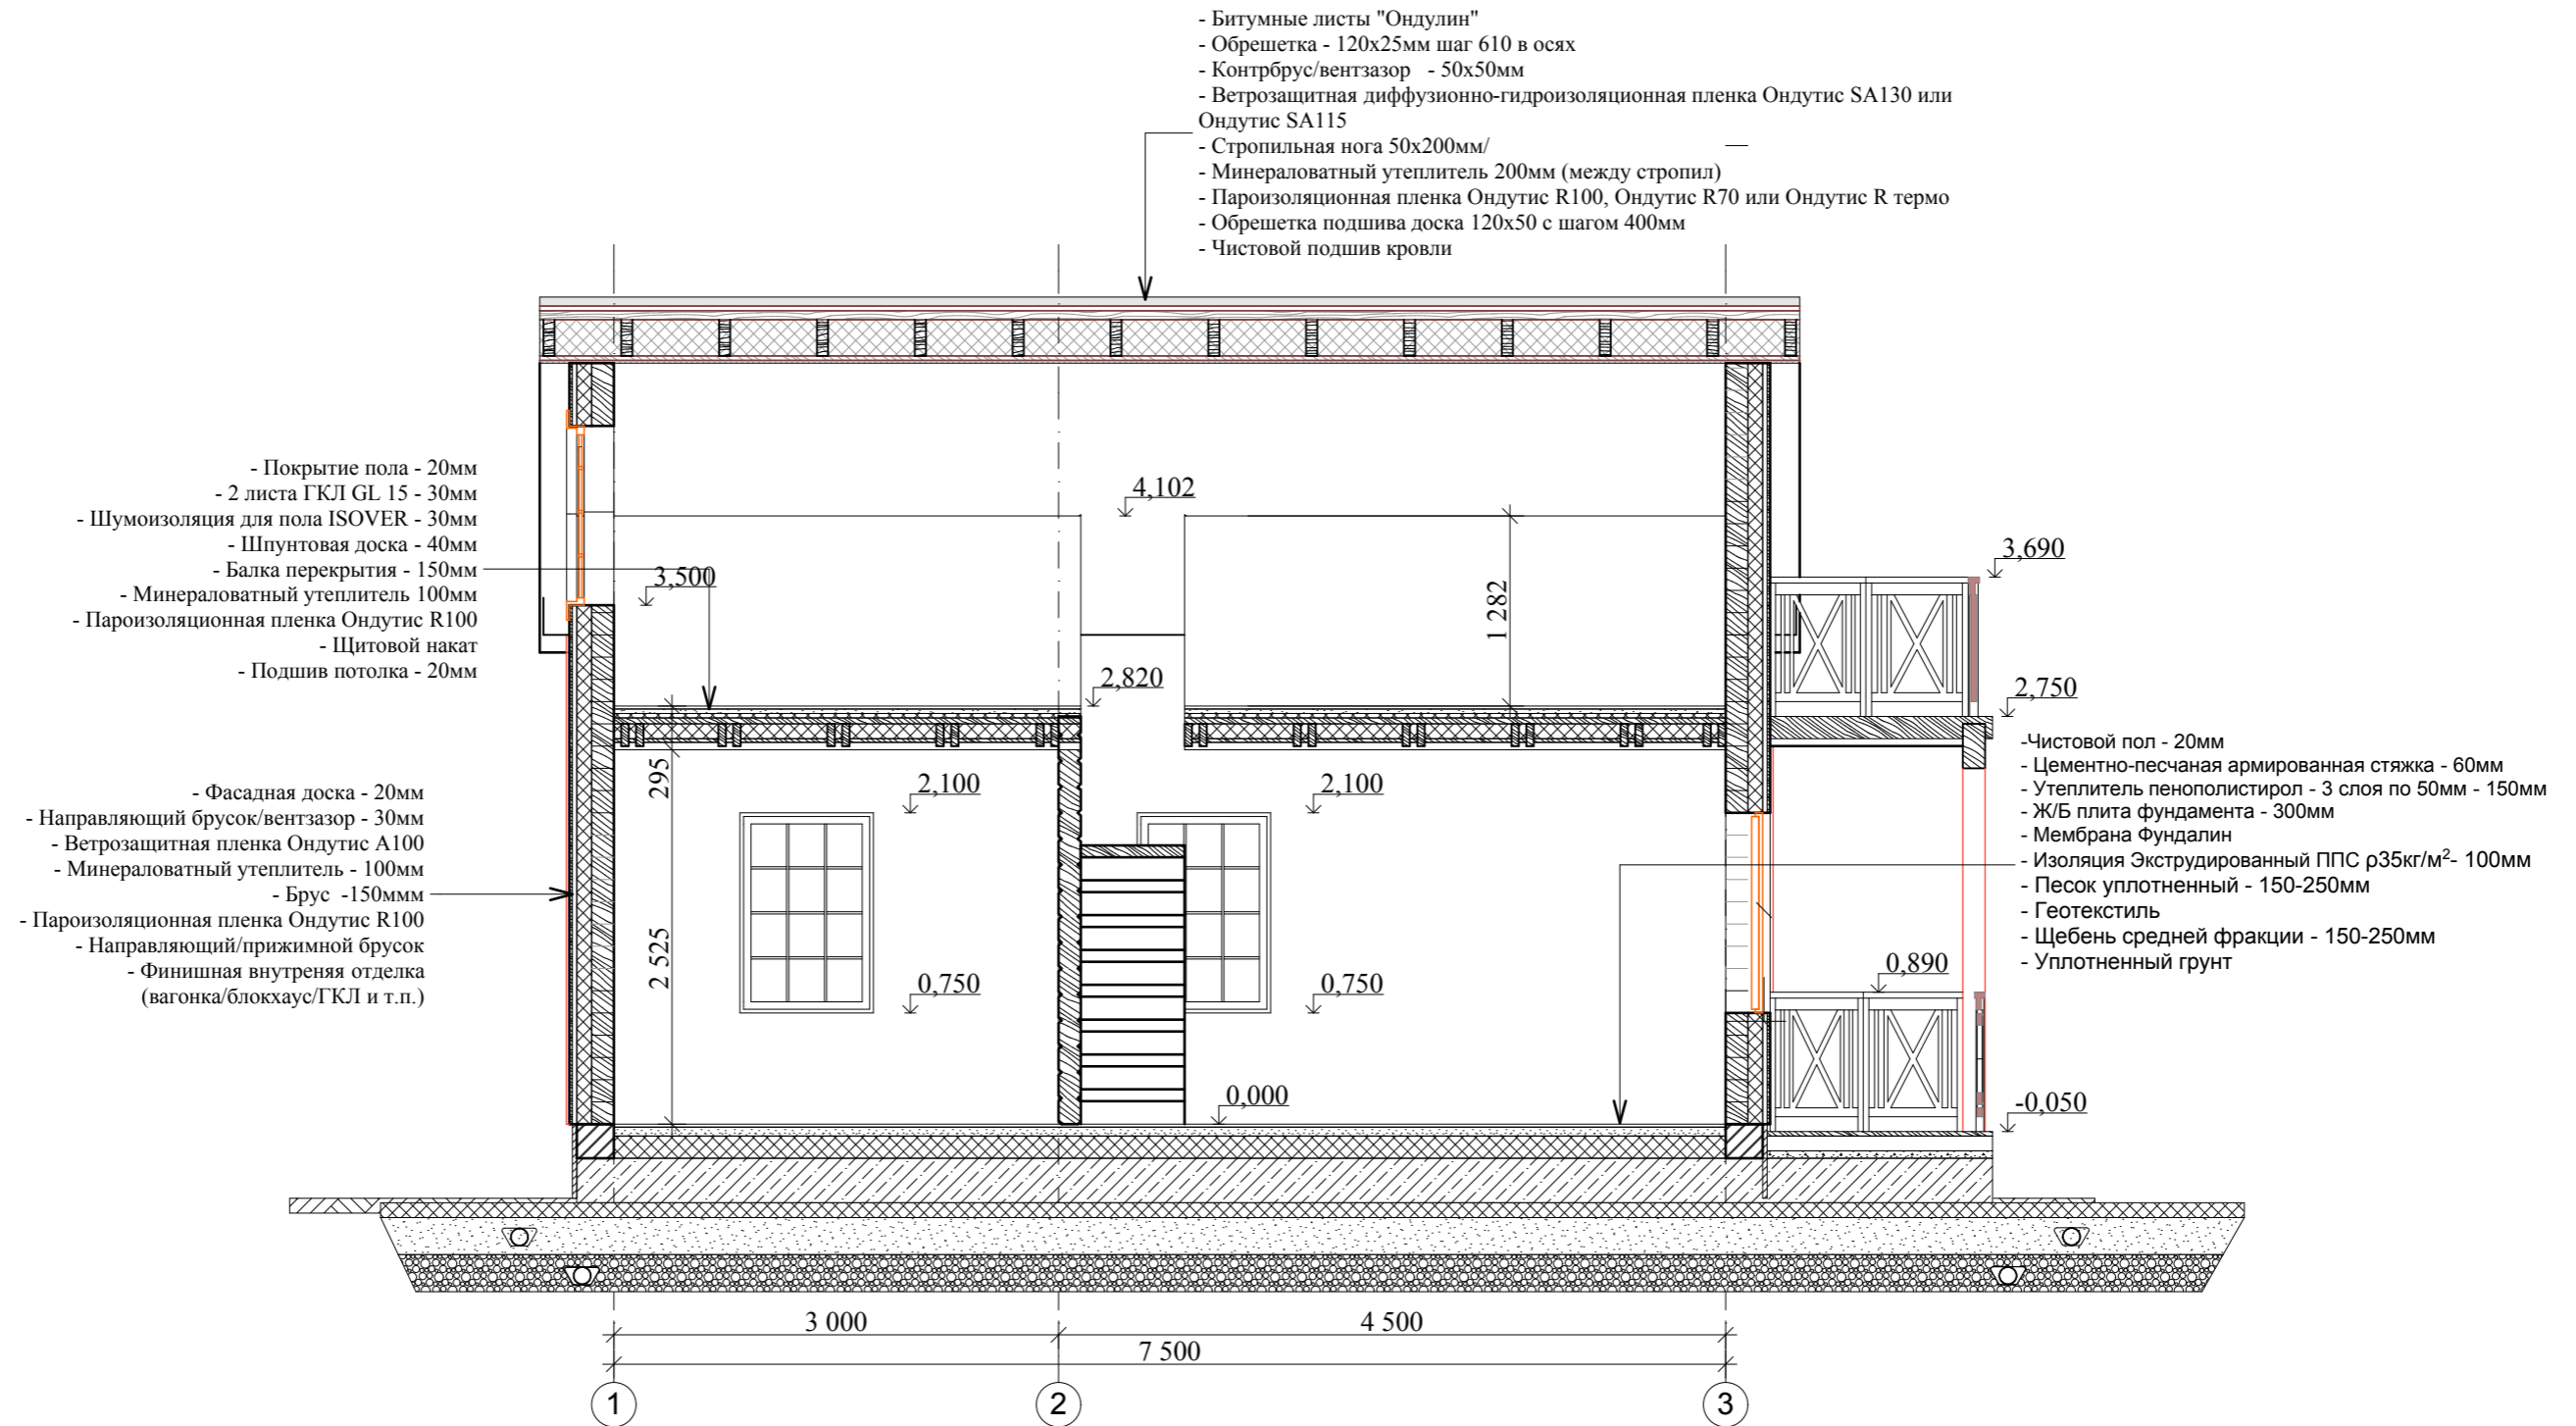 - Битумные листы "Ондулин"
- Обрешетка - 120х25мм шаг 610 в осях
- Контрбрус/вентзазор - 50х50мм
- Ветрозащитная диффузионно-гидроизоляционная пленка Ондутис SA130 или
Ондутис SA115
- Стропильная нога 50х200мм/ —
- Минераловатный утеплитель 200мм (между стропил)
- Пароизоляционная пленка Ондутис R100, Ондутис R70 или Ондутис R термо
- Обрешетка подшива доска 120х50 с шагом 400мм
- Чистовой подшив кровли
- Покрытие пола - 20мм
- 2 листа ГКЛ GL 15 - 30мм
- Шумоизоляция для пола ISOVER - 30мм
- Шпунтовая доска - 40мм
- Балка перекрытия - 150мм
- Минераловатный утеплитель 100мм
- Пароизоляционная пленка Ондутис R100
- Щитовой накат
- Подшив потолка - 20мм
4,102
3,500
1 282
3,690
2,820
2,750
- Фасадная доска - 20мм
- Направляющий брусок/вентзазор - 30мм
- Ветрозащитная пленка Ондутис А100
- Минераловатный утеплитель - 100мм
- Брус -150ммм
- Пароизоляционная пленка Ондутис R100
- Направляющий/прижимной брусок
- Финишная внутреняя отделка
(вагонка/блокхаус/ГКЛ и т.п.)
295
2 525
2,100
2,100
0,750
0,750
0,000
-Чистовой пол - 20мм
- Цементно-песчаная армированная стяжка - 60мм
- Утеплитель пенополистирол - 3 слоя по 50мм - 150мм
- Ж/Б плита фундамента - 300мм
- Мембрана Фундалин
- Изоляция Экструдированный ППС ρ35кг/м²- 100мм
- Песок уплотненный - 150-250мм
- Геотекстиль
- Щебень средней фракции - 150-250мм
- Уплотненный грунт
0,890
-0,050
3 000
4 500
7 500
1
2
3